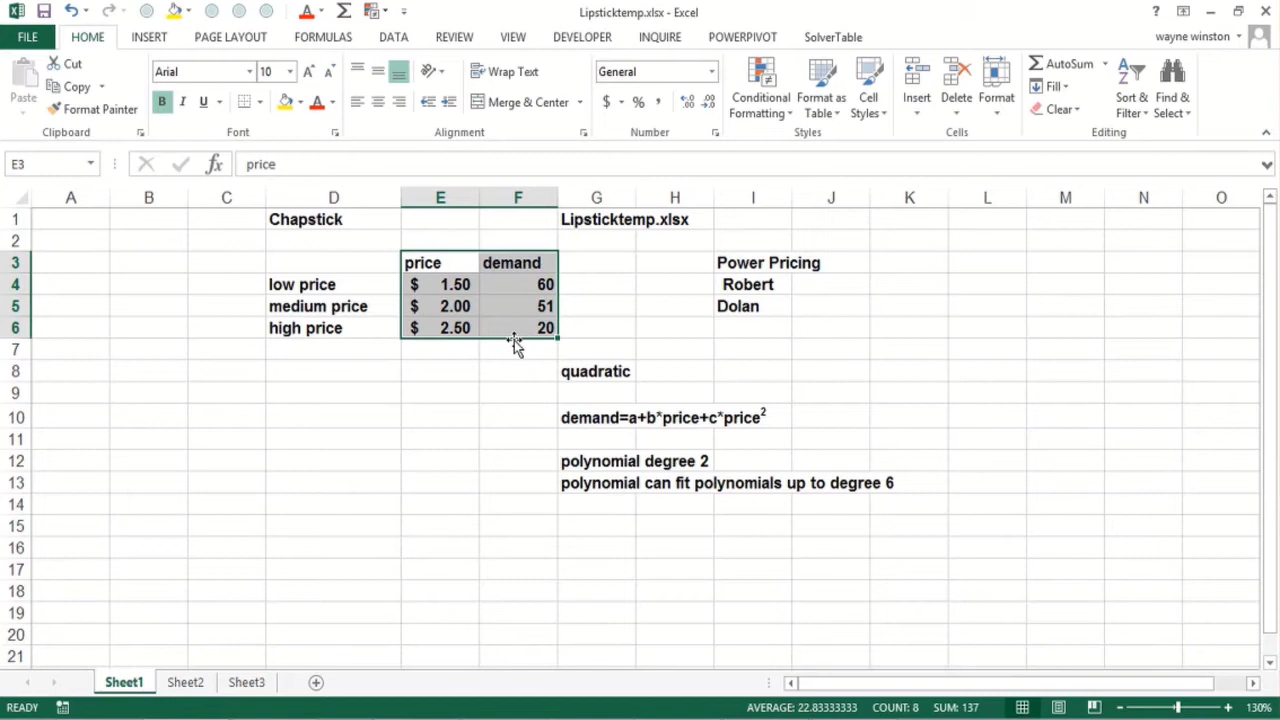 Lipsticktemp.xlsx - Excel
?
FILE HOME INSERT PAGE LAYOUT FORMULAS DATA REVIEW VIEW DEVELOPER INQUIRE POWERPIVOT SolverTable wayne winston
Paste
Cut
Copy
Format Painter
Clipboard
Arial 10
B I U
Font
Wrap Text
Merge & Center
Alignment
General
$ % ,
Number
Conditional Formatting
Format as Table
Cell Styles
Styles
Insert Delete Format
Cells
AutoSum
Fill
Clear
Sort & Filter
Find & Select
Editing
E3 fx price
A B C D E F G H I J K L M N O
1 Chapstick Lipsticktemp.xlsx
2
3 price demand Power Pricing
4 low price $ 1.50 60 Robert
5 medium price $ 2.00 51 Dolan
6 high price $ 2.50 20
7
8 quadratic
9
10 demand=a+b*price+c*price²
11
12 polynomial degree 2
13 polynomial can fit polynomials up to degree 6
14
15
16
17
18
19
20
21
Sheet1 Sheet2 Sheet3
READY AVERAGE: 22.83333333 COUNT: 8 SUM: 137 130%